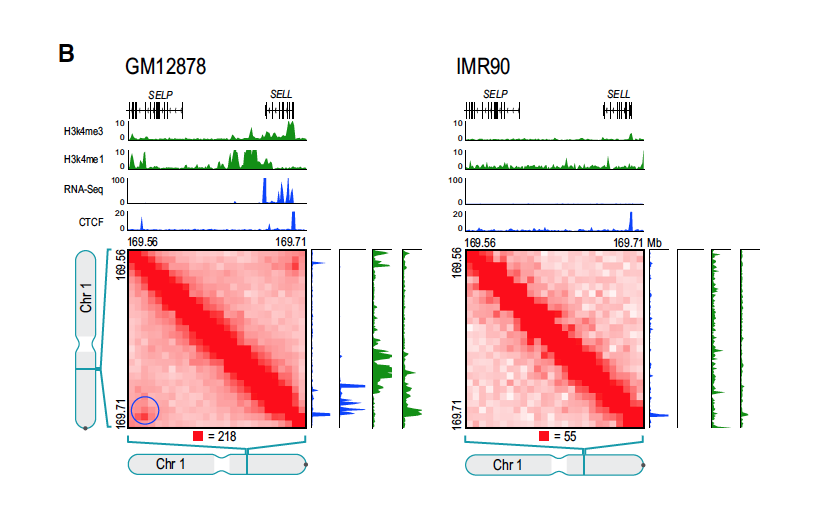 B
GM12878
IMR90
SELP
SELL
SELP
SELL
H3k4me3
10
0
10
0
H3k4me1
10
0
10
0
RNA-Seq
100
0
100
0
CTCF
20
0
20
0
169.56
169.71
169.56
169.71 Mb
169.56
169.71
169.56
169.71
Chr 1
= 218
= 55
Chr 1
Chr 1